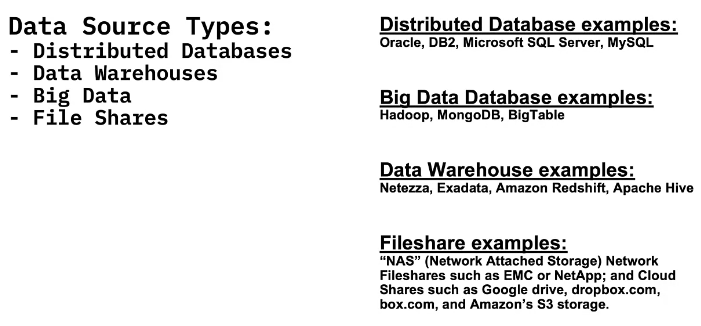 Data Source Types:
- Distributed Databases
- Data Warehouses
- Big Data
- File Shares
Distributed Database examples:
Oracle, DB2, Microsoft SQL Server, MySQL
Big Data Database examples:
Hadoop, MongoDB, BigTable
Data Warehouse examples:
Netezza, Exadata, Amazon Redshift, Apache Hive
Fileshare examples:
“NAS” (Network Attached Storage) Network
Fileshares such as EMC or NetApp; and Cloud
Shares such as Google drive, dropbox.com,
box.com, and Amazon’s S3 storage.